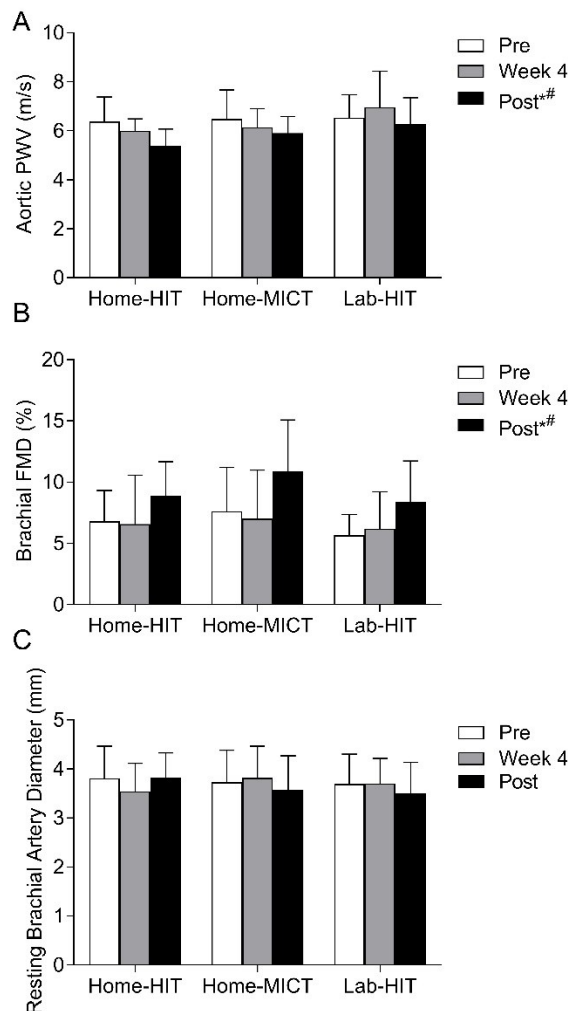 A
Aortic PWV (m/s)
10
8
6
4
2
0
Home-HIT Home-MICT Lab-HIT
Pre
Week 4
Post*#
B
Brachial FMD (%)
20
15
10
5
0
Home-HIT Home-MICT Lab-HIT
Pre
Week 4
Post*#
C
Resting Brachial Artery Diameter (mm)
5
4
3
2
1
0
Home-HIT Home-MICT Lab-HIT
Pre
Week 4
Post